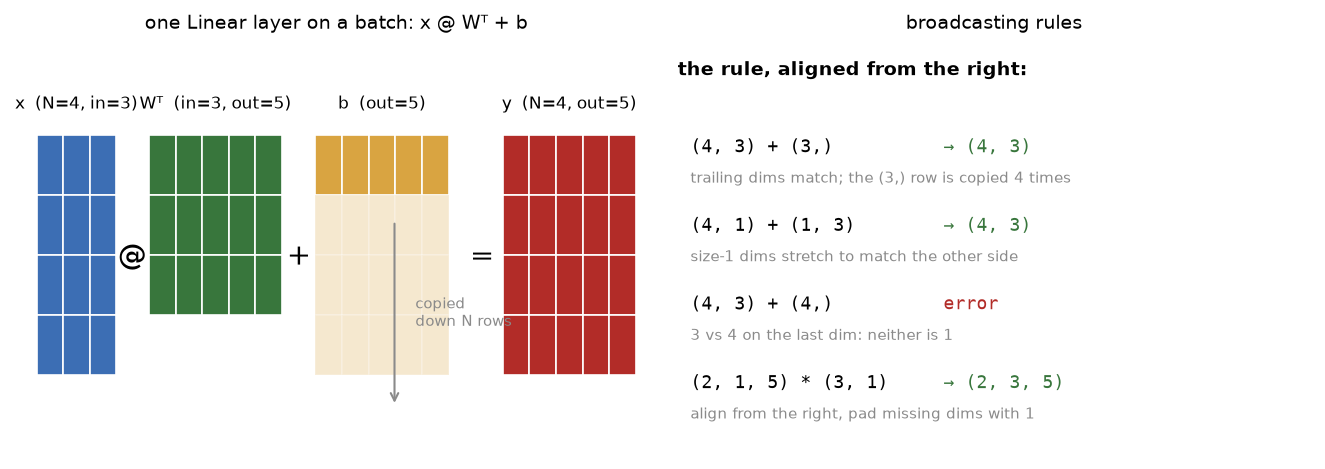 one Linear layer on a batch: x @ Wᵀ + b
x (N=4, in=3)
Wᵀ (in=3, out=5)
b (out=5)
y (N=4, out=5)
@
+
=
copied
down N rows
broadcasting rules
the rule, aligned from the right:
(4, 3) + (3,) → (4, 3)
trailing dims match; the (3,) row is copied 4 times
(4, 1) + (1, 3) → (4, 3)
size-1 dims stretch to match the other side
(4, 3) + (4,) error
3 vs 4 on the last dim: neither is 1
(2, 1, 5) * (3, 1) → (2, 3, 5)
align from the right, pad missing dims with 1